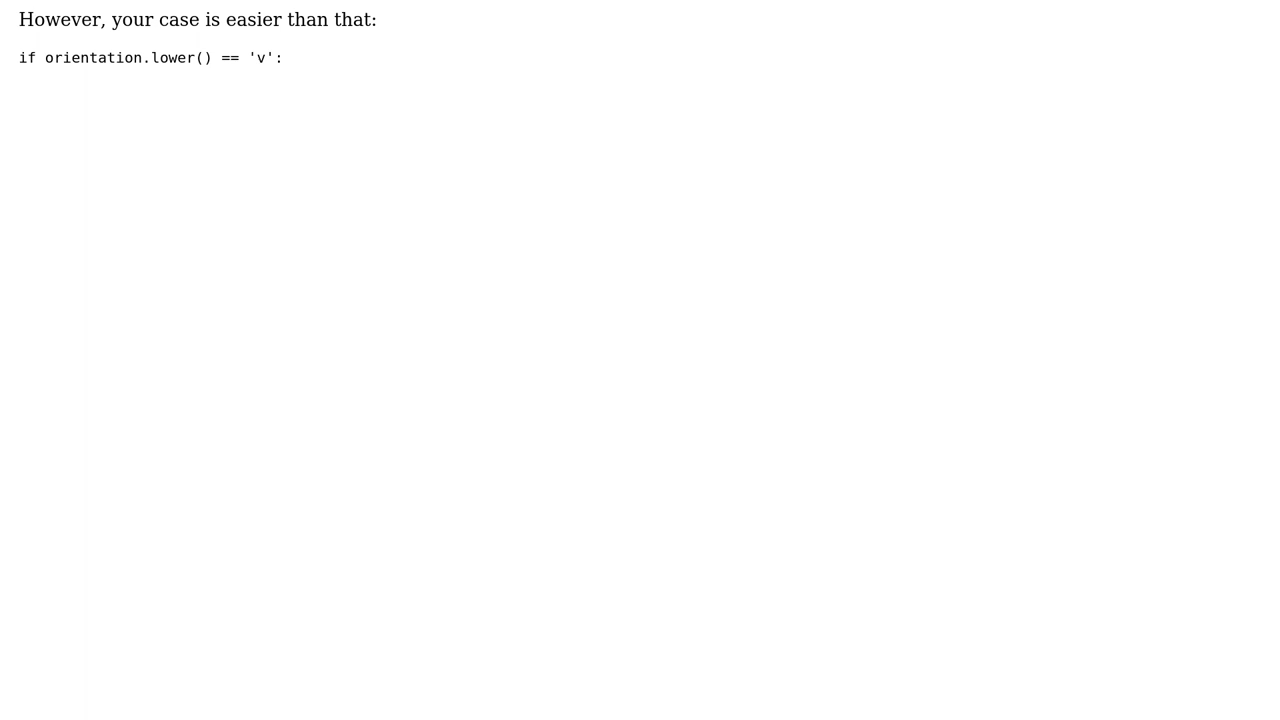 However, your case is easier than that:
if orientation.lower() == 'v':